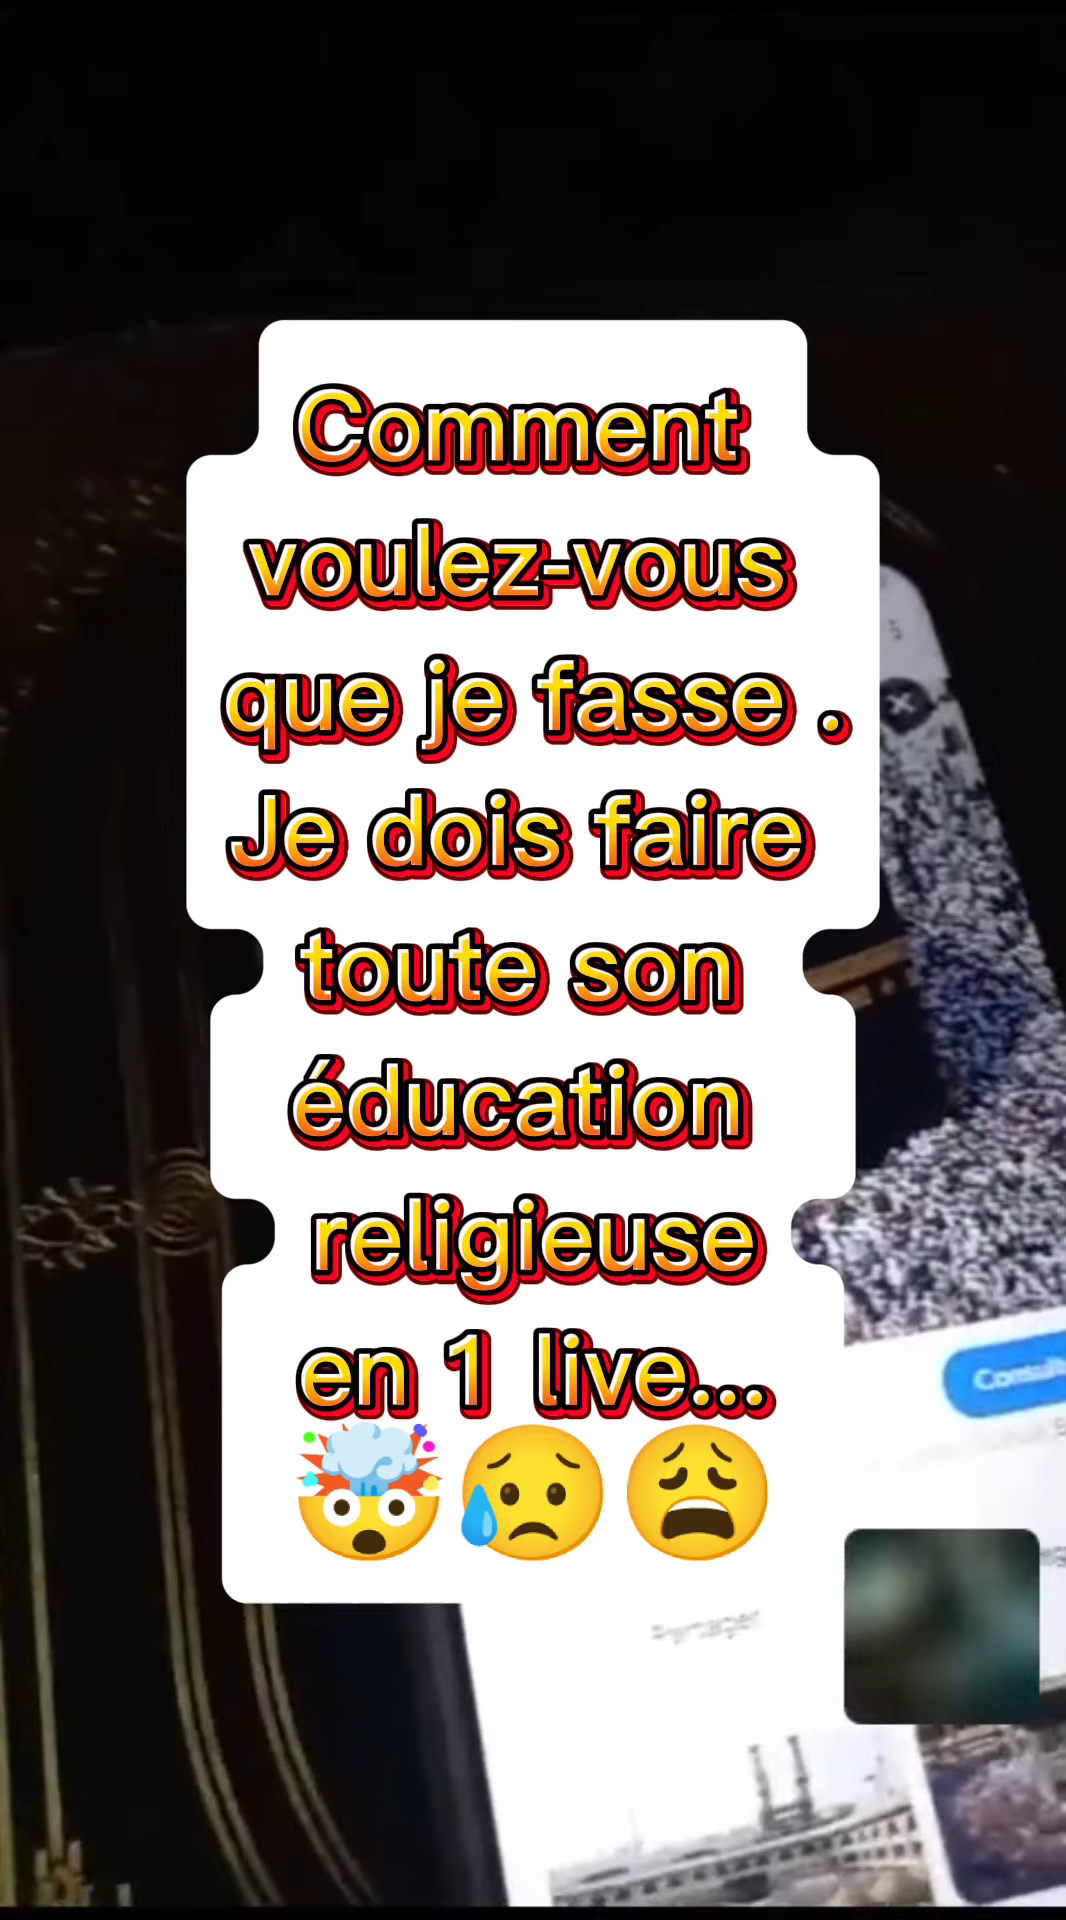 Comment
voulez-vous
que je fasse .
Je dois faire
toute son
éducation
religieuse
en 1 live...
🤯😥😩